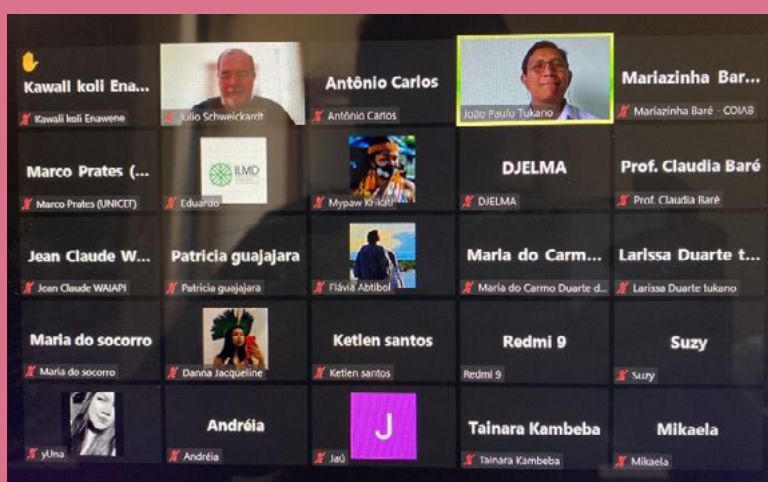 Kawall koli Ena...
Kawali koli Enawene
Julio Schweickardt
Antônio Carlos
Antônio Carlos
João Paulo Tukano
Mariazinha Bar...
Mariazinha Baré - COIAB
Marco Prates (...
Marco Prates (UNICEF)
ILMD
Eduardo
Mypaw Krikati
DJELMA
DJELMA
Prof. Claudia Baré
Prof. Claudia Baré
Jean Claude W...
Jean Claude WAIAPI
Patricia guajajara
Patricia guajajara
Flávia Abtibol
Maria do Carm...
Maria do Carmo Duarte d...
Larissa Duarte t...
Larissa Duarte tukano
Maria do socorro
Maria do socorro
Danna Jacqueline
Ketlen santos
Ketlen santos
Redmi 9
Redmi 9
Suzy
Suzy
yUna
Andréia
Andréia
J
Jaú
Tainara Kambeba
Tainara Kambeba
Mikaela
Mikaela